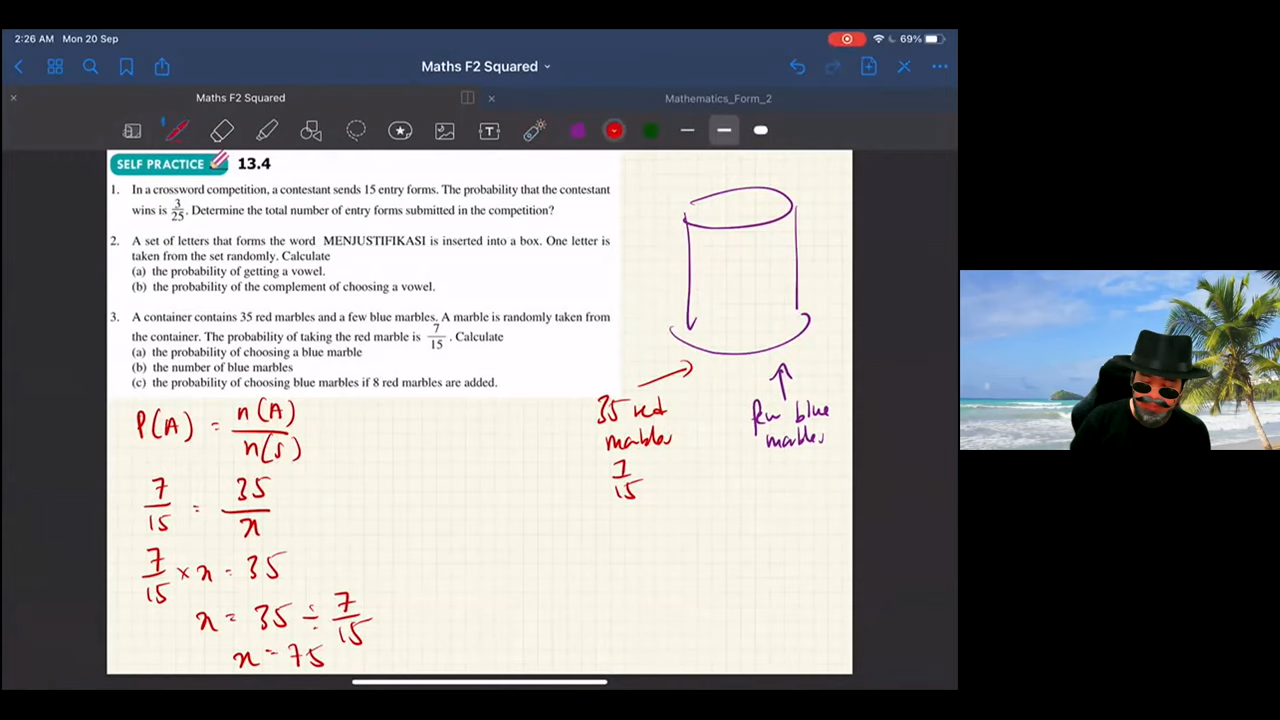 2:26 AM Mon 20 Sep
69%
Maths F2 Squared
Maths F2 Squared
Mathematics_Form_2
SELF PRACTICE 13.4
1. In a crossword competition, a contestant sends 15 entry forms. The probability that the contestant
wins is 3/25. Determine the total number of entry forms submitted in the competition?
2. A set of letters that forms the word MENJUSTIFIKASI is inserted into a box. One letter is
taken from the set randomly. Calculate
(a) the probability of getting a vowel.
(b) the probability of the complement of choosing a vowel.
3. A container contains 35 red marbles and a few blue marbles. A marble is randomly taken from
the container. The probability of taking the red marble is 7/15. Calculate
(a) the probability of choosing a blue marble
(b) the number of blue marbles
(c) the probability of choosing blue marbles if 8 red marbles are added.
P(A) = n(A)/n(S)
7/15 = 35/x
7/15 × x = 35
x = 35 ÷ 7/15
x = 75
35 red
marbles
7/15
few blue
marbles